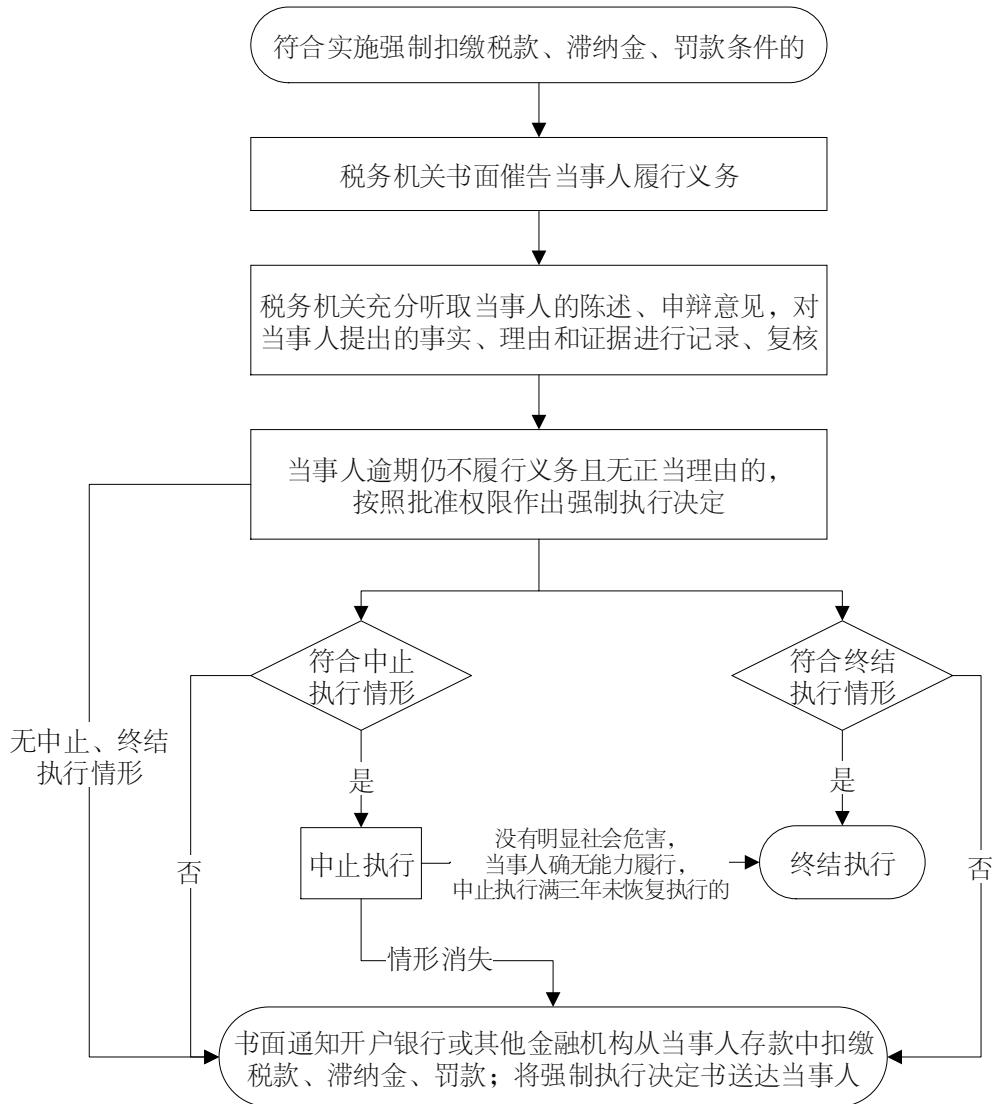 符合实施强制扣缴税款、滞纳金、罚款条件的
税务机关书面催告当事人履行义务
税务机关充分听取当事人的陈述、申辩意见，对
当事人提出的事实、理由和证据进行记录、复核
当事人逾期仍不履行义务且无正当理由的，
按照批准权限作出强制执行决定
符合中止
执行情形
符合终结
执行情形
无中止、终结
执行情形
是
是
否
中止执行
没有明显社会危害，
当事人确无能力履行，
中止执行满三年未恢复执行的
终结执行
否
情形消失
书面通知开户银行或其他金融机构从当事人存款中扣缴
税款、滞纳金、罚款；将强制执行决定书送达当事人